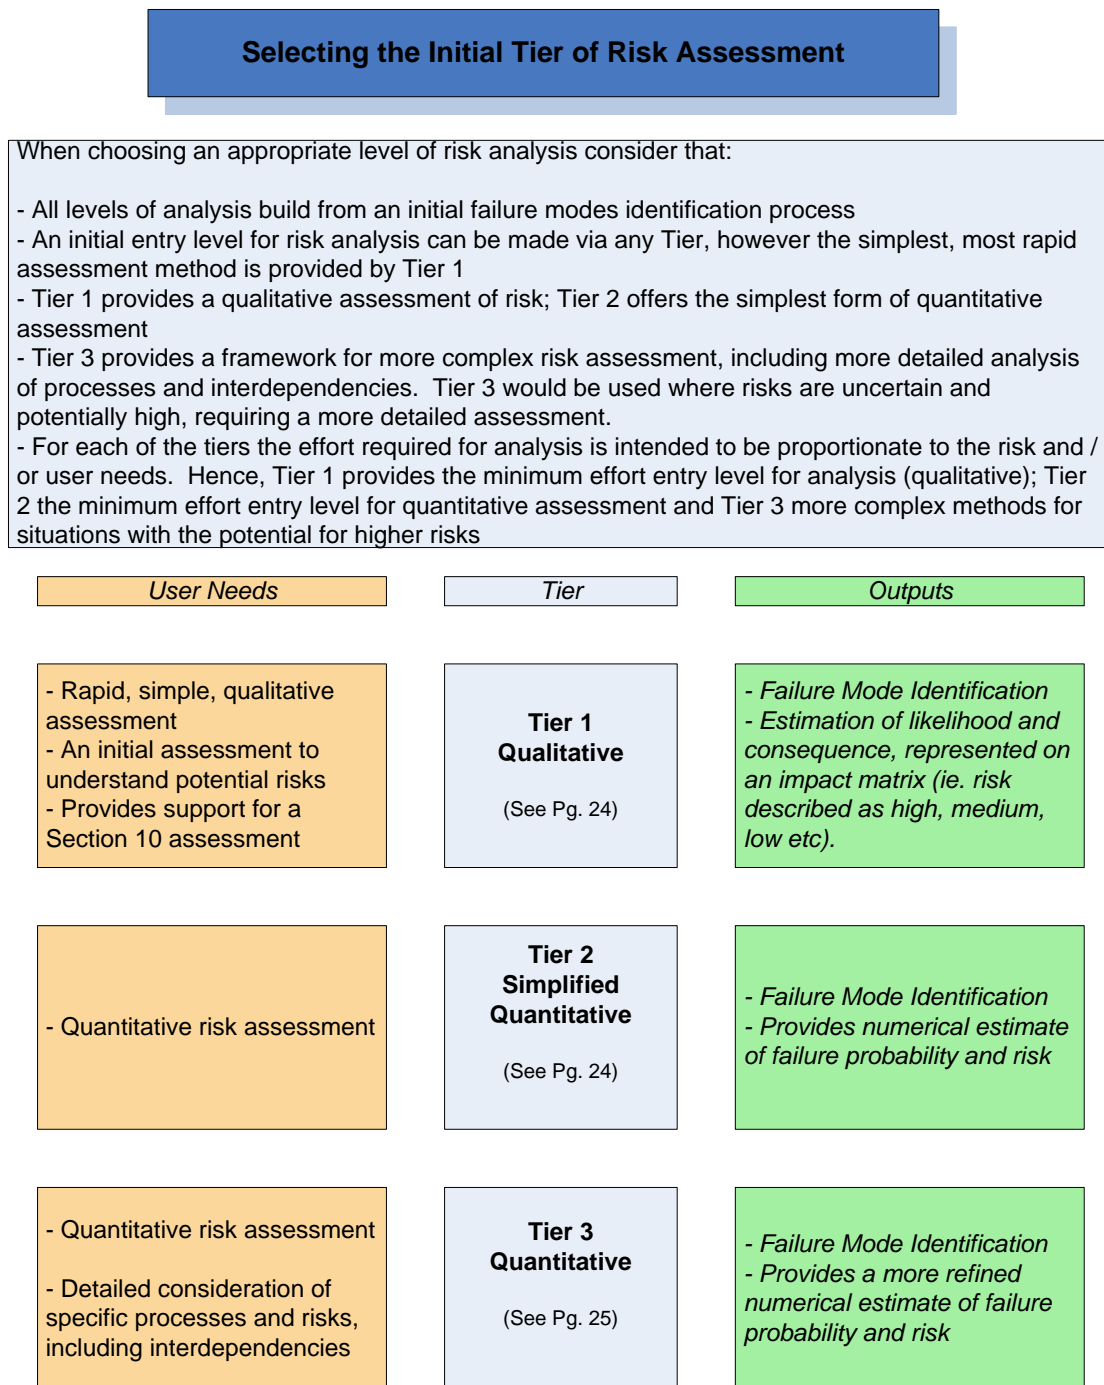 Selecting the Initial Tier of Risk Assessment
When choosing an appropriate level of risk analysis consider that:
- All levels of analysis build from an initial failure modes identification process
- An initial entry level for risk analysis can be made via any Tier, however the simplest, most rapid
assessment method is provided by Tier 1
- Tier 1 provides a qualitative assessment of risk; Tier 2 offers the simplest form of quantitative
assessment
- Tier 3 provides a framework for more complex risk assessment, including more detailed analysis
of processes and interdependencies.  Tier 3 would be used where risks are uncertain and
potentially high, requiring a more detailed assessment.
- For each of the tiers the effort required for analysis is intended to be proportionate to the risk and /
or user needs.  Hence, Tier 1 provides the minimum effort entry level for analysis (qualitative); Tier
2 the minimum effort entry level for quantitative assessment and Tier 3 more complex methods for
situations with the potential for higher risks
User Needs
Tier
Outputs
- Rapid, simple, qualitative
assessment
- An initial assessment to
understand potential risks
- Provides support for a
Section 10 assessment
Tier 1
Qualitative
(See Pg. 24)
- Failure Mode Identification
- Estimation of likelihood and
consequence, represented on
an impact matrix (ie. risk
described as high, medium,
low etc).
- Quantitative risk assessment
Tier 2
Simplified
Quantitative
(See Pg. 24)
- Failure Mode Identification
- Provides numerical estimate
of failure probability and risk
- Quantitative risk assessment
- Detailed consideration of
specific processes and risks,
including interdependencies
Tier 3
Quantitative
(See Pg. 25)
- Failure Mode Identification
- Provides a more refined
numerical estimate of failure
probability and risk